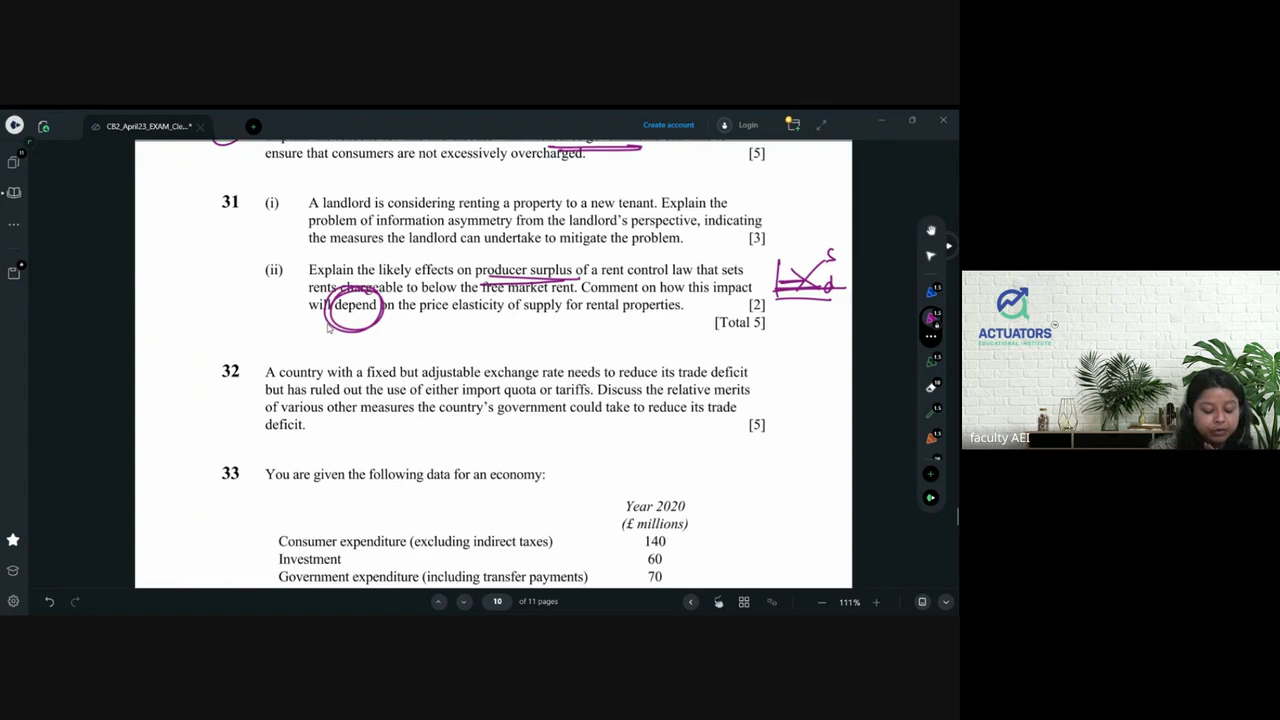 Create account
Login
CB2_April23_EXAM_Cle...*
ensure that consumers are not excessively overcharged. [5]
31 (i) A landlord is considering renting a property to a new tenant. Explain the
problem of information asymmetry from the landlord's perspective, indicating
the measures the landlord can undertake to mitigate the problem. [3]
(ii) Explain the likely effects on producer surplus of a rent control law that sets
rents chargeable to below the free market rent. Comment on how this impact
will depend on the price elasticity of supply for rental properties. [2]
[Total 5]
S
d
32 A country with a fixed but adjustable exchange rate needs to reduce its trade deficit
but has ruled out the use of either import quota or tariffs. Discuss the relative merits
of various other measures the country's government could take to reduce its trade
deficit. [5]
33 You are given the following data for an economy:
Year 2020
(£ millions)
Consumer expenditure (excluding indirect taxes) 140
Investment 60
Government expenditure (including transfer payments) 70
10 of 11 pages
111%
ACTUATORS
EDUCATIONAL INSTITUTE
faculty AEI